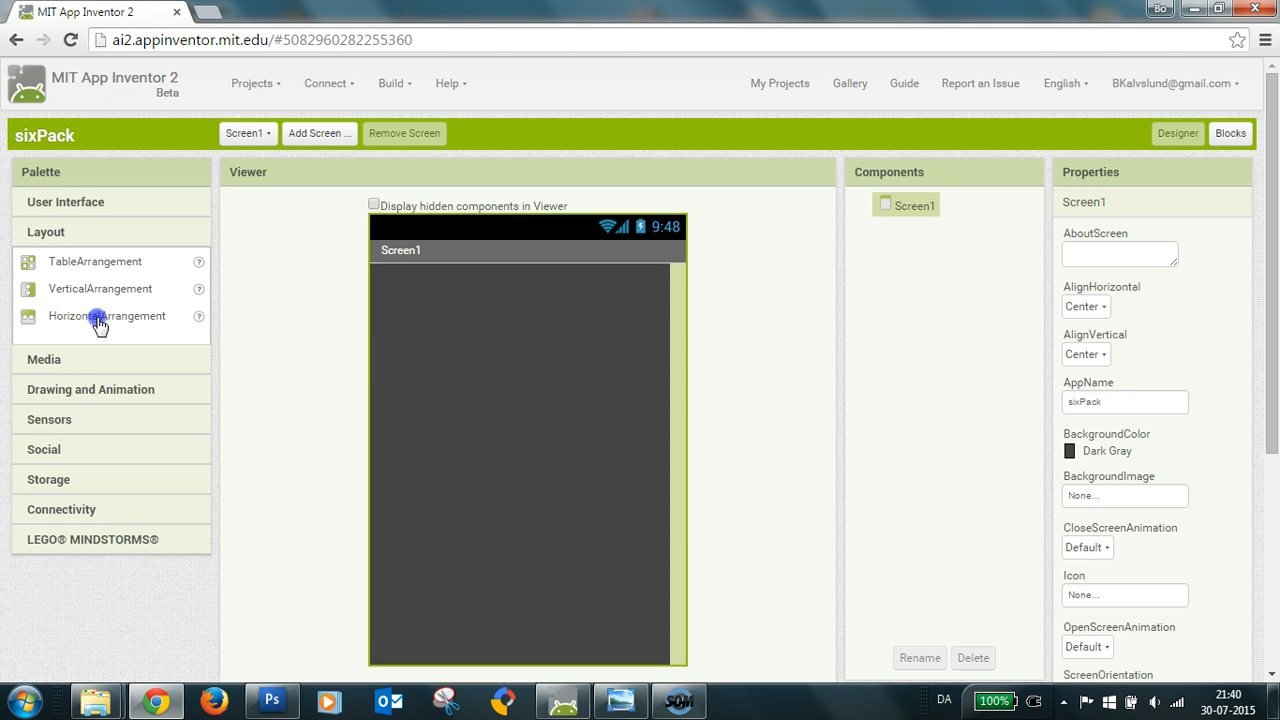 MIT App Inventor 2
Bo
ai2.appinventor.mit.edu/#5082960282255360
MIT App Inventor 2
Beta
Projects
Connect
Build
Help
My Projects
Gallery
Guide
Report an Issue
English
BKalvslund@gmail.com
sixPack
Screen1
Add Screen ...
Remove Screen
Designer
Blocks
Palette
Viewer
Components
Properties
User Interface
Layout
TableArrangement
VerticalArrangement
HorizontalArrangement
Media
Drawing and Animation
Sensors
Social
Storage
Connectivity
LEGO® MINDSTORMS®
Display hidden components in Viewer
9:48
Screen1
Screen1
Rename
Delete
Screen1
AboutScreen
AlignHorizontal
Center
AlignVertical
Center
AppName
sixPack
BackgroundColor
Dark Gray
BackgroundImage
None...
CloseScreenAnimation
Default
Icon
None...
OpenScreenAnimation
Default
ScreenOrientation
Ps
SOM
DA
100%
21:40
30-07-2015